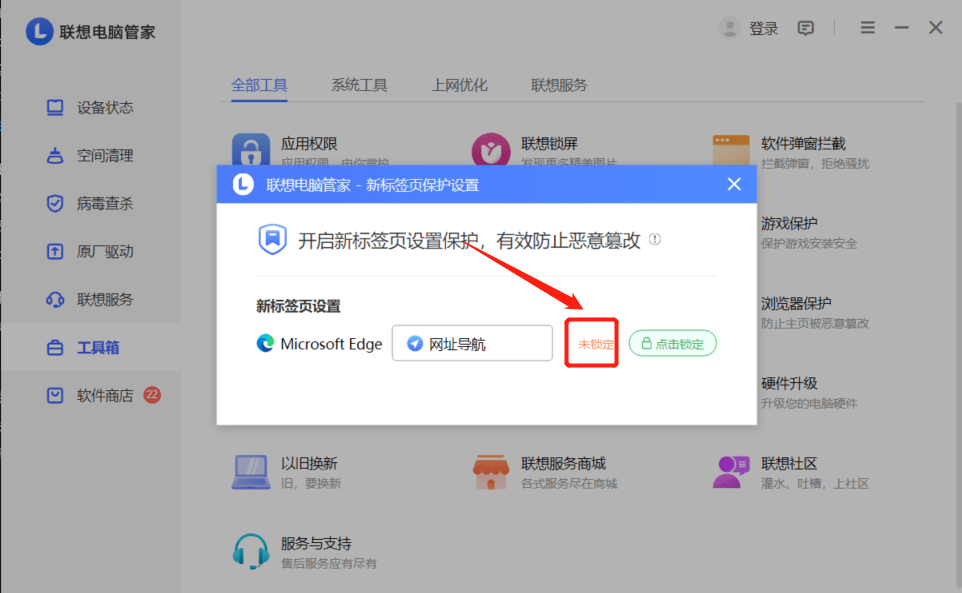 联想电脑管家
登录
全部工具 系统工具 上网优化 联想服务
设备状态
空间清理
病毒查杀
原厂驱动
联想服务
工具箱
软件商店 22
应用权限
应用权限，由你掌控
联想锁屏
发现更多精美图片
软件弹窗拦截
拦截弹窗，拒绝骚扰
联想电脑管家 - 新标签页保护设置
开启新标签页设置保护，有效防止恶意篡改
新标签页设置
Microsoft Edge 网址导航 未锁定 点击锁定
游戏保护
保护游戏安装安全
浏览器保护
防止主页被恶意篡改
硬件升级
升级您的电脑硬件
以旧换新
旧，要换新
联想服务商城
各式服务尽在商城
联想社区
灌水、吐槽，上社区
服务与支持
售后服务应有尽有